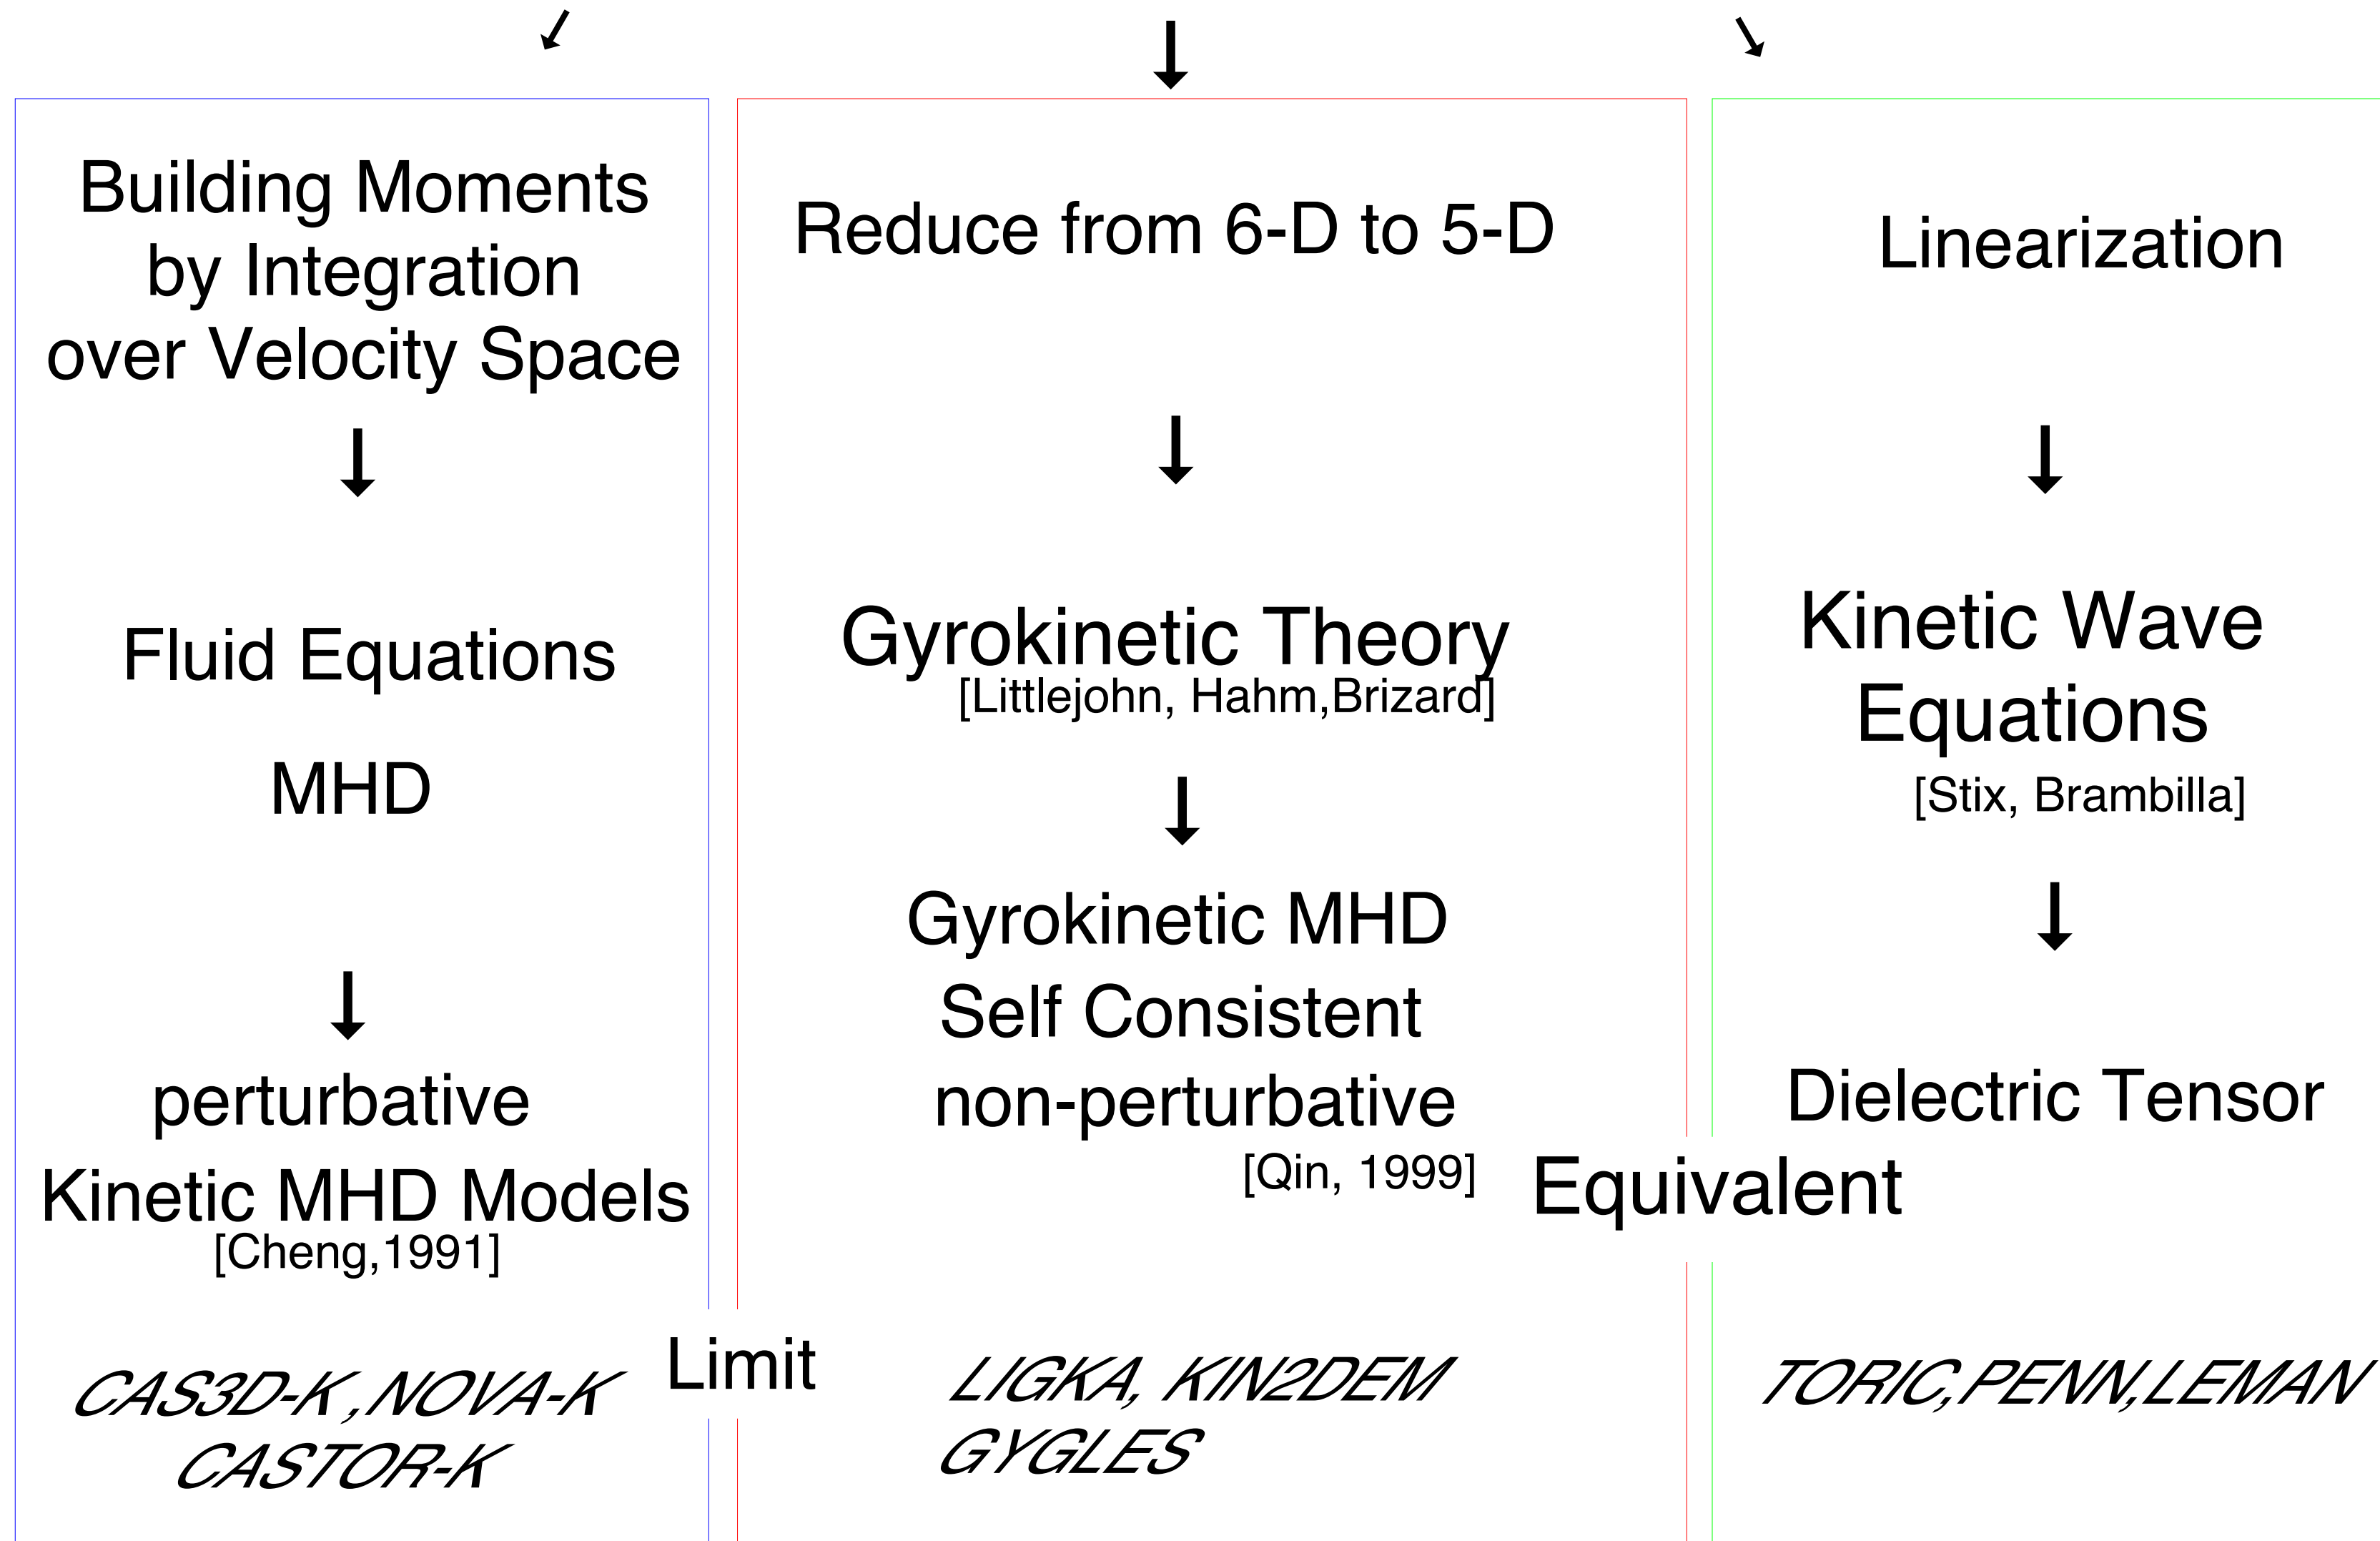 Building Moments
by Integration
over Velocity Space
Fluid Equations
MHD
perturbative
Kinetic MHD Models
[Cheng,1991]
CAS3D-K ,NOVA-K
CASTOR-K
Limit
Reduce from 6-D to 5-D
Gyrokinetic Theory
[Littlejohn, Hahm,Brizard]
Gyrokinetic MHD
Self Consistent
non-perturbative
[Qin, 1999]
LIGKA, KIN2DEM
GYGLES
Equivalent
Linearization
Kinetic Wave
Equations
[Stix, Brambilla]
Dielectric Tensor
TORIC,PENN,LEMAN